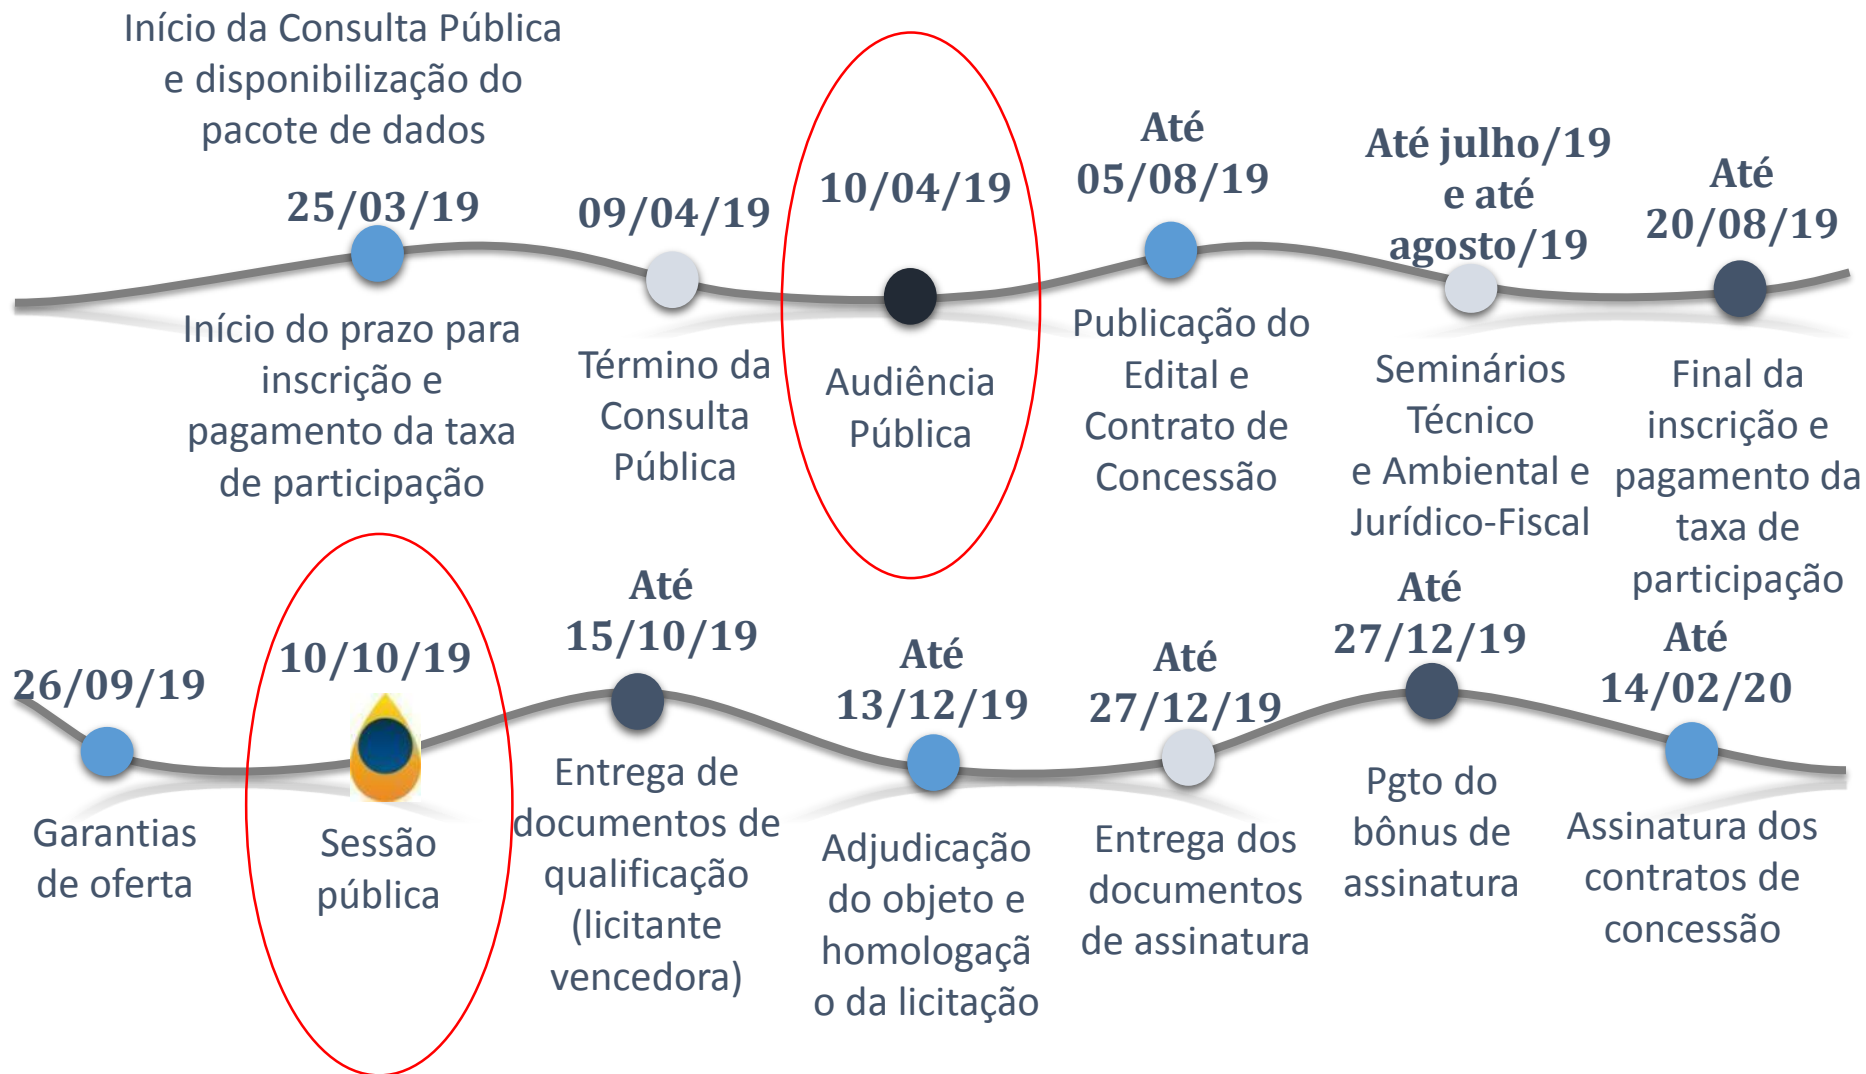 Início da Consulta Pública
e disponibilização do
pacote de dados
25/03/19
Início do prazo para
inscrição e
pagamento da taxa
de participação
09/04/19
Término da
Consulta
Pública
10/04/19
Audiência
Pública
Até
05/08/19
Publicação do
Edital e
Contrato de
Concessão
Até julho/19
e até
agosto/19
Seminários
Técnico
e Ambiental e
Jurídico-Fiscal
Até
20/08/19
Final da
inscrição e
pagamento da
taxa de
participação
26/09/19
Garantias
de oferta
10/10/19
Sessão
pública
Até
15/10/19
Entrega de
documentos de
qualificação
(licitante
vencedora)
Até
13/12/19
Adjudicação
do objeto e
homologaçã
o da licitação
Até
27/12/19
Entrega dos
documentos
de assinatura
Até
27/12/19
Pgto do
bônus de
assinatura
Até
14/02/20
Assinatura dos
contratos de
concessão